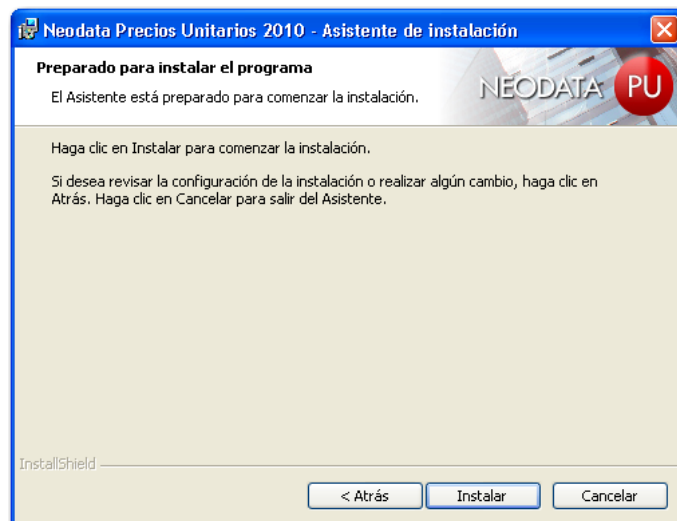 Neodata Precios Unitarios 2010 - Asistente de instalación
Preparado para instalar el programa
El Asistente está preparado para comenzar la instalación.
NEODATA PU
Haga clic en Instalar para comenzar la instalación.
Si desea revisar la configuración de la instalación o realizar algún cambio, haga clic en
Atrás. Haga clic en Cancelar para salir del Asistente.
InstallShield
< Atrás
Instalar
Cancelar